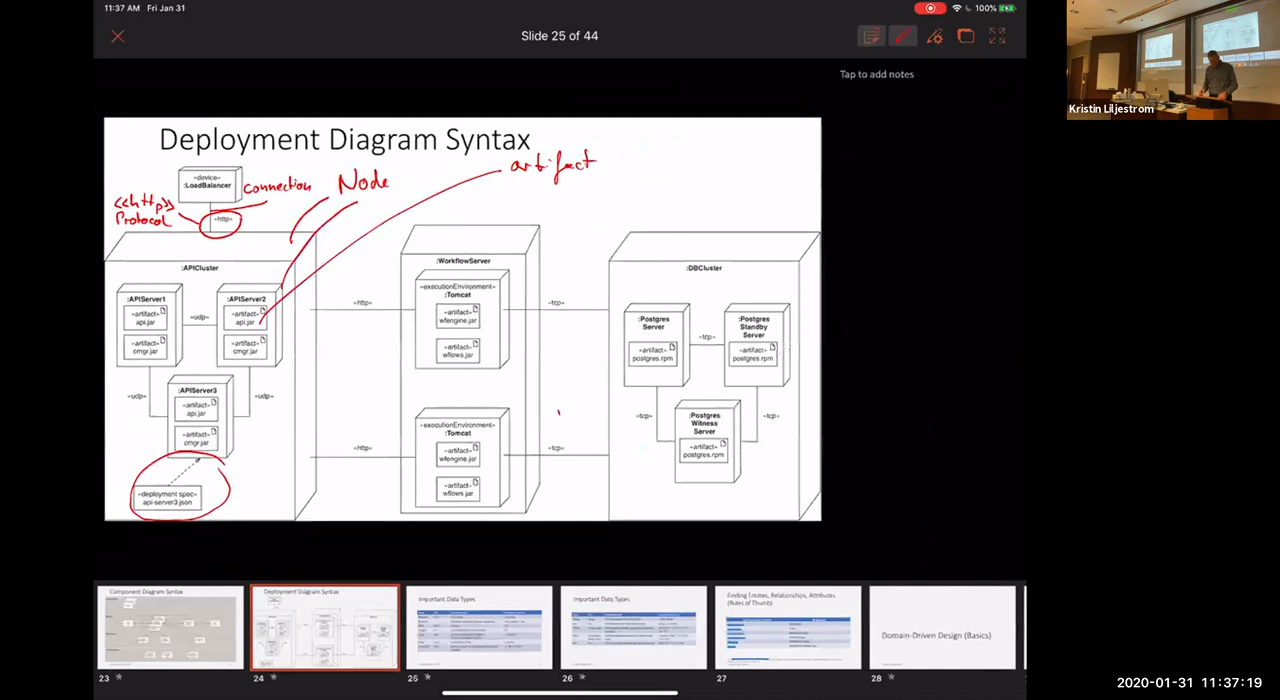 11:37 AM Fri Jan 31
100%
Slide 25 of 44
Tap to add notes
Kristin Liljestrom
Deployment Diagram Syntax
artifact
«device»
:LoadBalancer
connection
Node
<<http>>
Protocol
«http»
:APICluster
:WorkflowServer
:DBCluster
:APIServer1
«artifact»
api.jar
«artifact»
cmgr.jar
«udp»
:APIServer2
«artifact»
api.jar
«artifact»
cmgr.jar
«udp»
«udp»
:APIServer3
«artifact»
api.jar
«artifact»
cmgr.jar
«deployment spec»
api-server3.json
«http»
«http»
«executionEnvironment»
:Tomcat
«artifact»
wfengine.jar
«artifact»
wflows.jar
«executionEnvironment»
:Tomcat
«artifact»
wfengine.jar
«artifact»
wflows.jar
«tcp»
«tcp»
:Postgres
Server
«artifact»
postgres.rpm
«tcp»
:Postgres
Standby
Server
«artifact»
postgres.rpm
«tcp»
«tcp»
:Postgres
Witness
Server
«artifact»
postgres.rpm
Component Diagram Syntax
Deployment Diagram Syntax
Important Data Types
Important Data Types
Finding Entities, Relationships, Attributes
(Rules of Thumb)
Domain-Driven Design (Basics)
23
24
25
26
27
28
2020-01-31 11:37:19